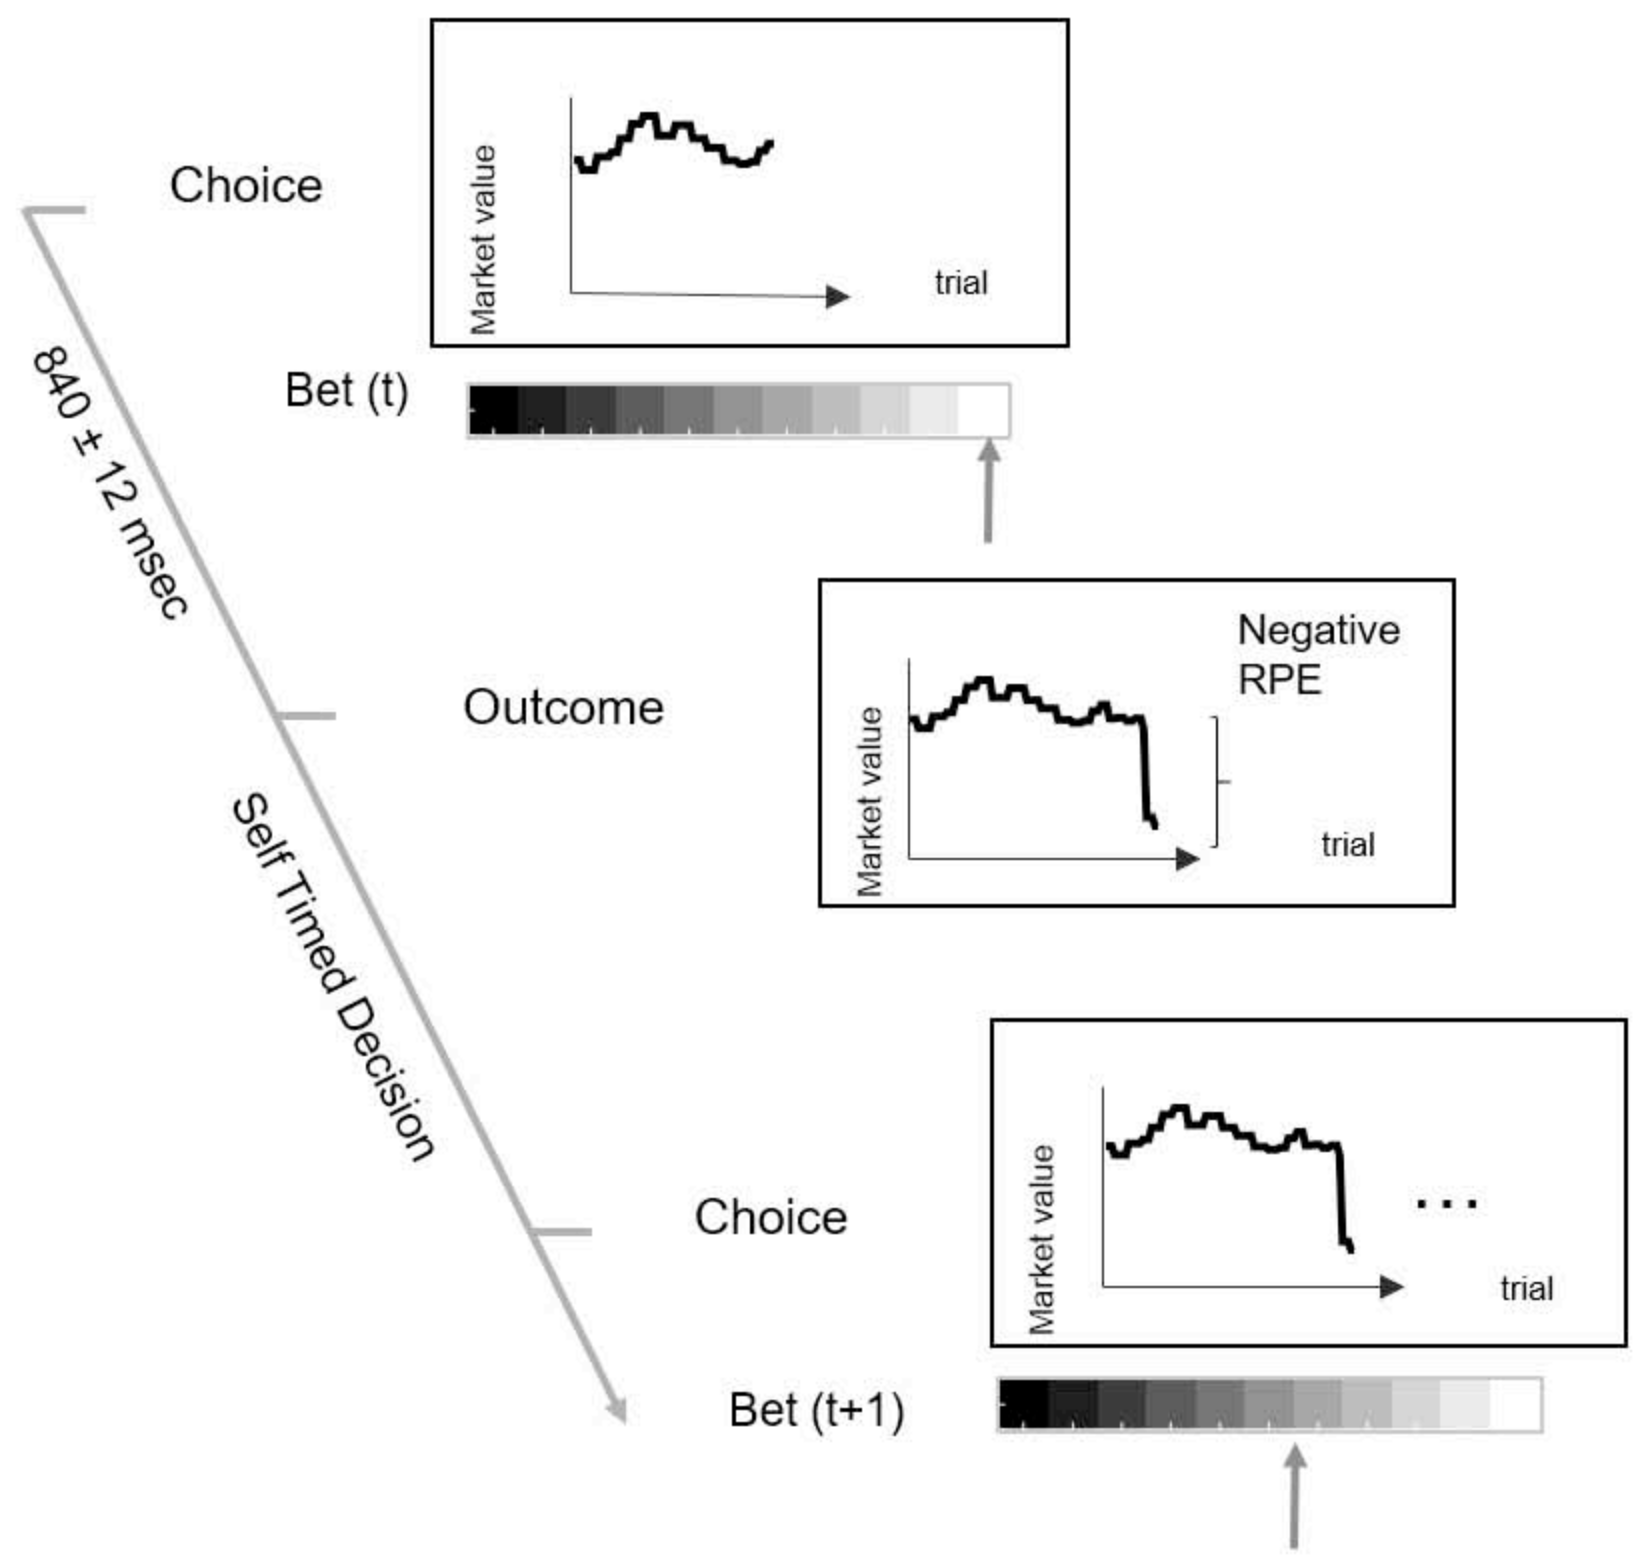 Choice
Market value
trial
Bet (t)
840 ± 12 msec
Outcome
Negative
RPE
Market value
trial
Self Timed Decision
Choice
Market value
...
trial
Bet (t+1)